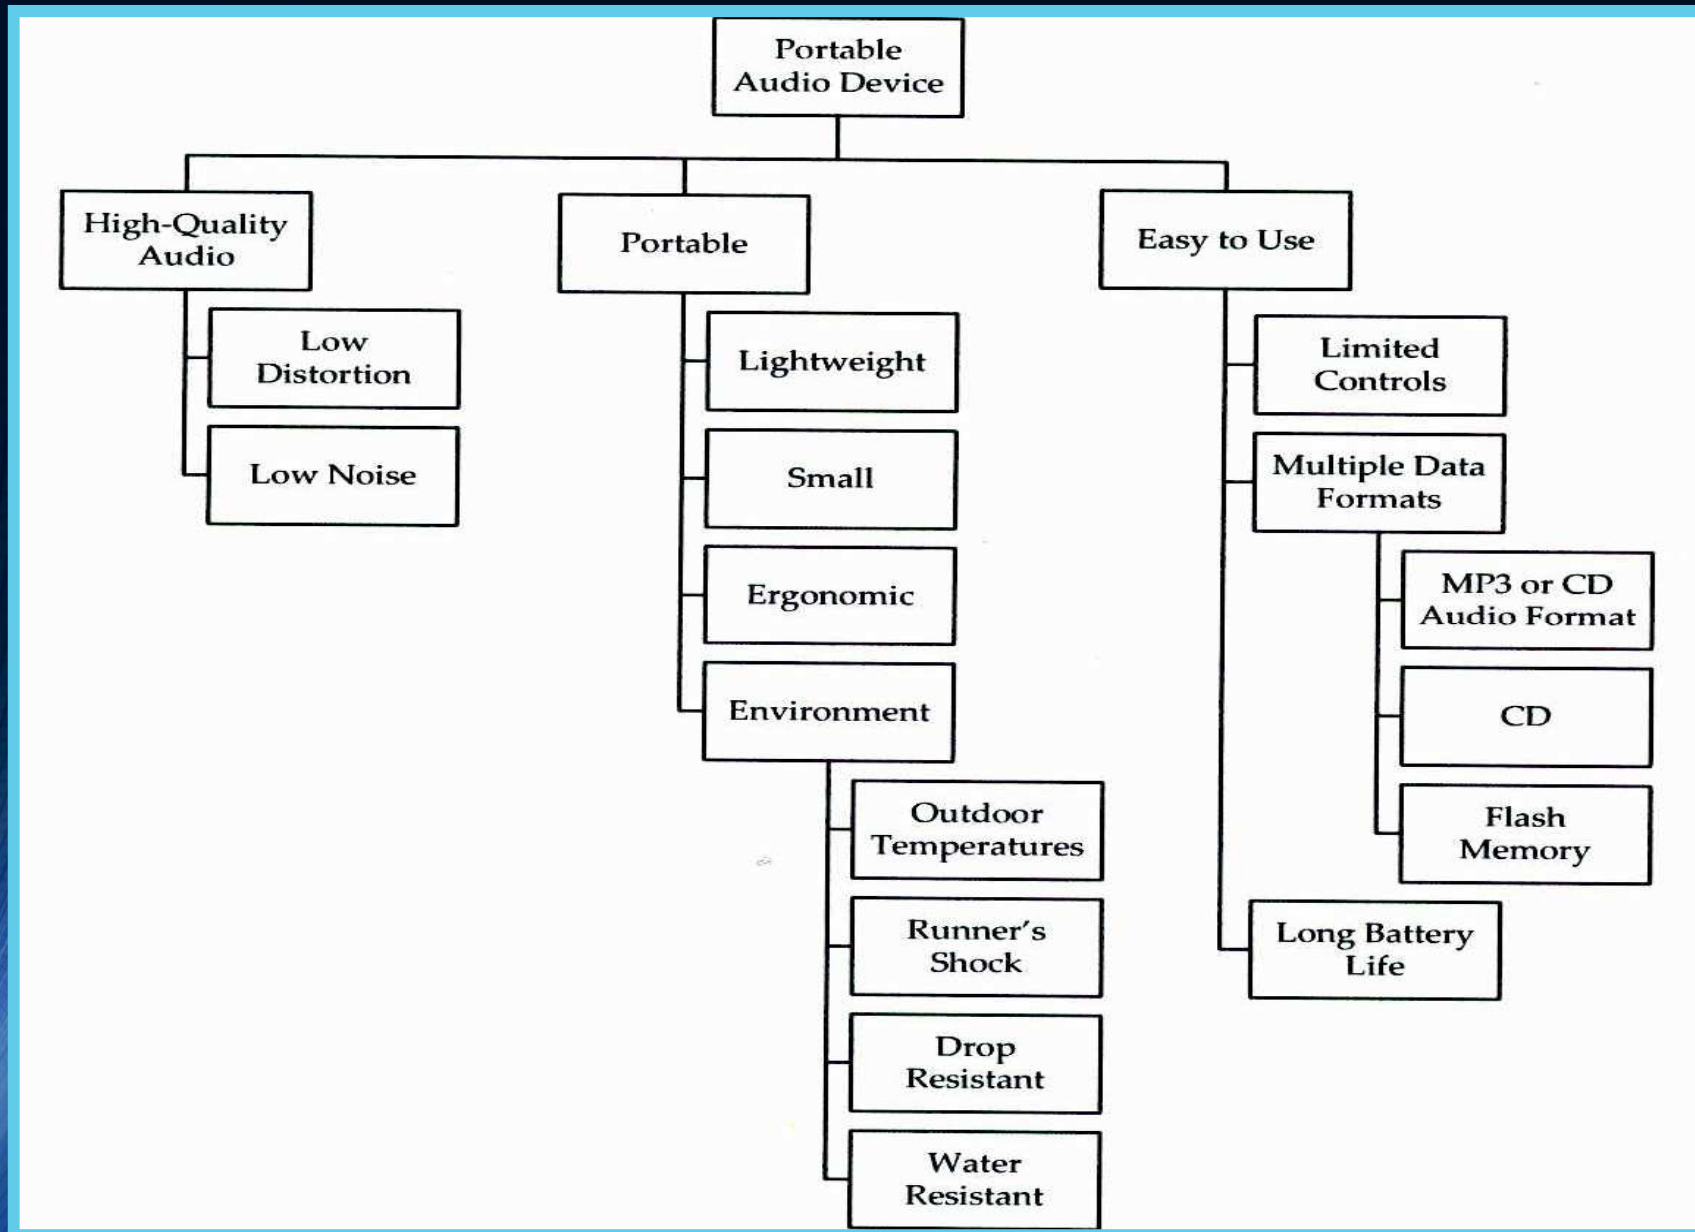 Portable
Audio Device
High-Quality
Audio
Low
Distortion
Low Noise
Portable
Lightweight
Small
Ergonomic
Environment
Outdoor
Temperatures
Runner's
Shock
Drop
Resistant
Water
Resistant
Easy to Use
Limited
Controls
Multiple Data
Formats
MP3 or CD
Audio Format
CD
Flash
Memory
Long Battery
Life